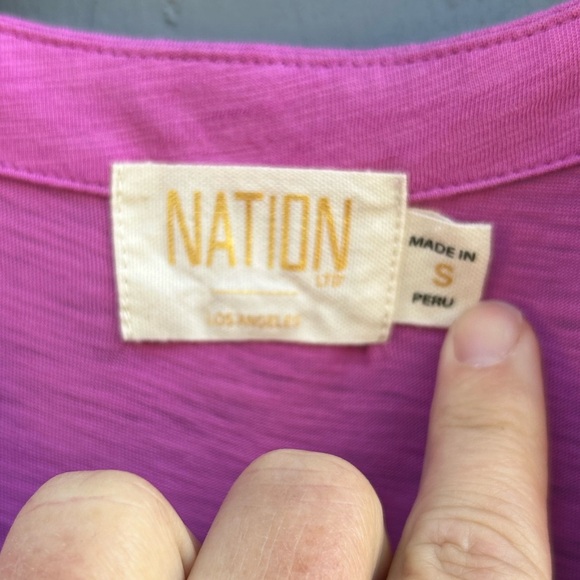 NATION
LTD
LOS ANGELES
MADE IN
S
PERU